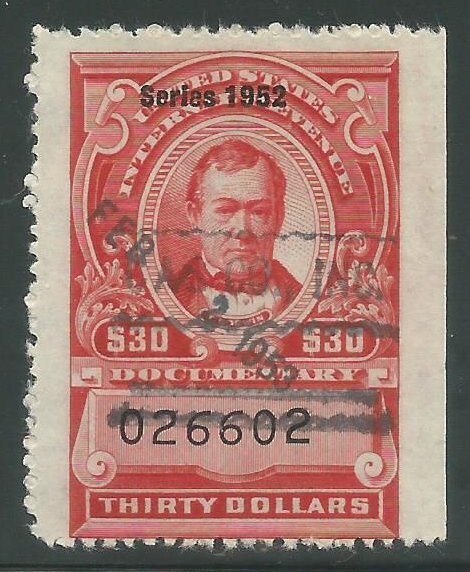 UNITED STATES
Series 1952
INTERNAL REVENUE
$30 $30
DOCUMENTARY
026602
THIRTY DOLLARS